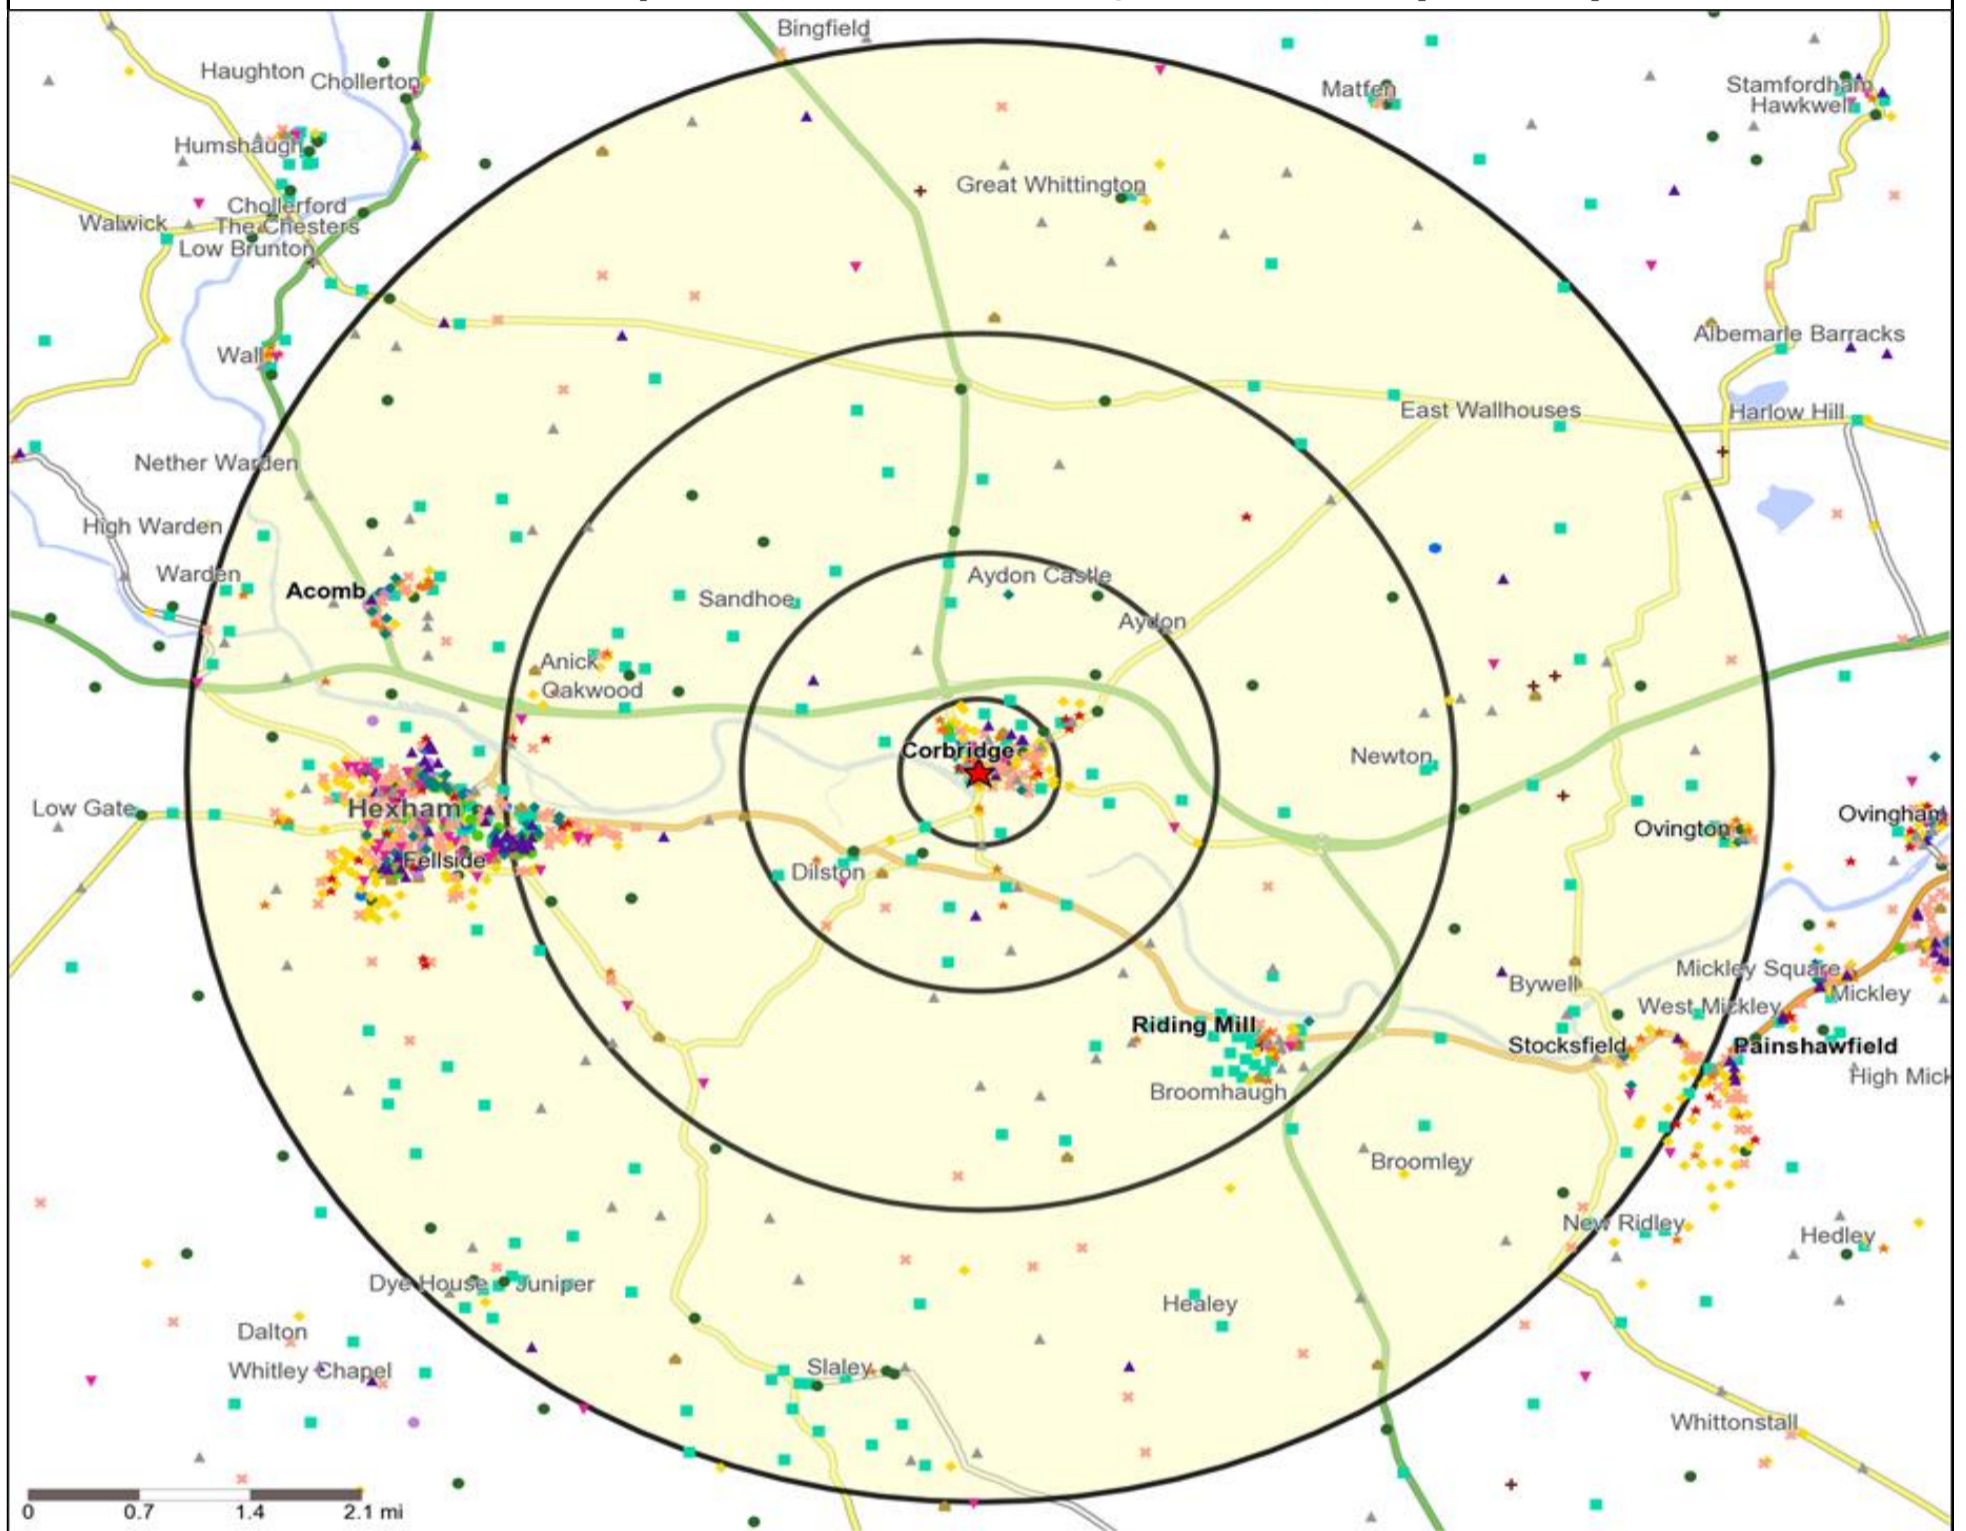 Bingfield
Haughton
Chollerton
Matfen
Stamfordham
Hawkwell
Humshaugh
Great Whittington
Chollerford
Walwick
The Chesters
Low Brunton
Albemarle Barracks
Wall
East Wallhouses
Harlow Hill
Nether Warden
High Warden
Warden
Aydon Castle
Acomb
Sandhoe
Aydon
Anick
Oakwood
Corbridge
Newton
Low Gate
Hexham
Ovingham
Ovington
Fellside
Dilston
Mickley Square
Bywell
Mickley
West Mickley
Riding Mill
Stocksfield
Painshawfield
High Mick
Broomhaugh
Broomley
New Ridley
Hedley
Dye House
Juniper
Healey
Dalton
Whitley Chapel
Slaley
Whittonstall
0 0.7 1.4 2.1 mi